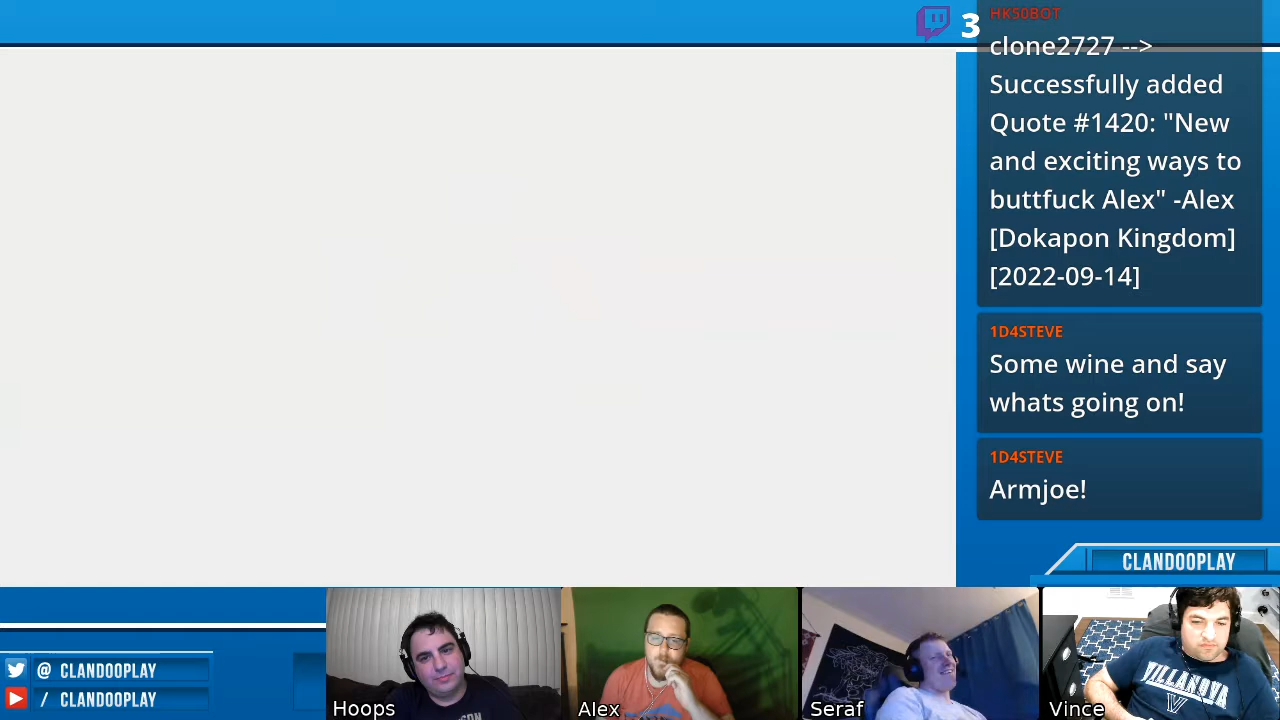 3
HK50BOT
clone2727 -->
Successfully added
Quote #1420: "New
and exciting ways to
buttfuck Alex" -Alex
[Dokapon Kingdom]
[2022-09-14]
1D4STEVE
Some wine and say
whats going on!
1D4STEVE
Armjoe!
CLANDOOPLAY
@ CLANDOOPLAY
/ CLANDOOPLAY
Hoops
Alex
Seraf
Vince
VILLANOVA
V